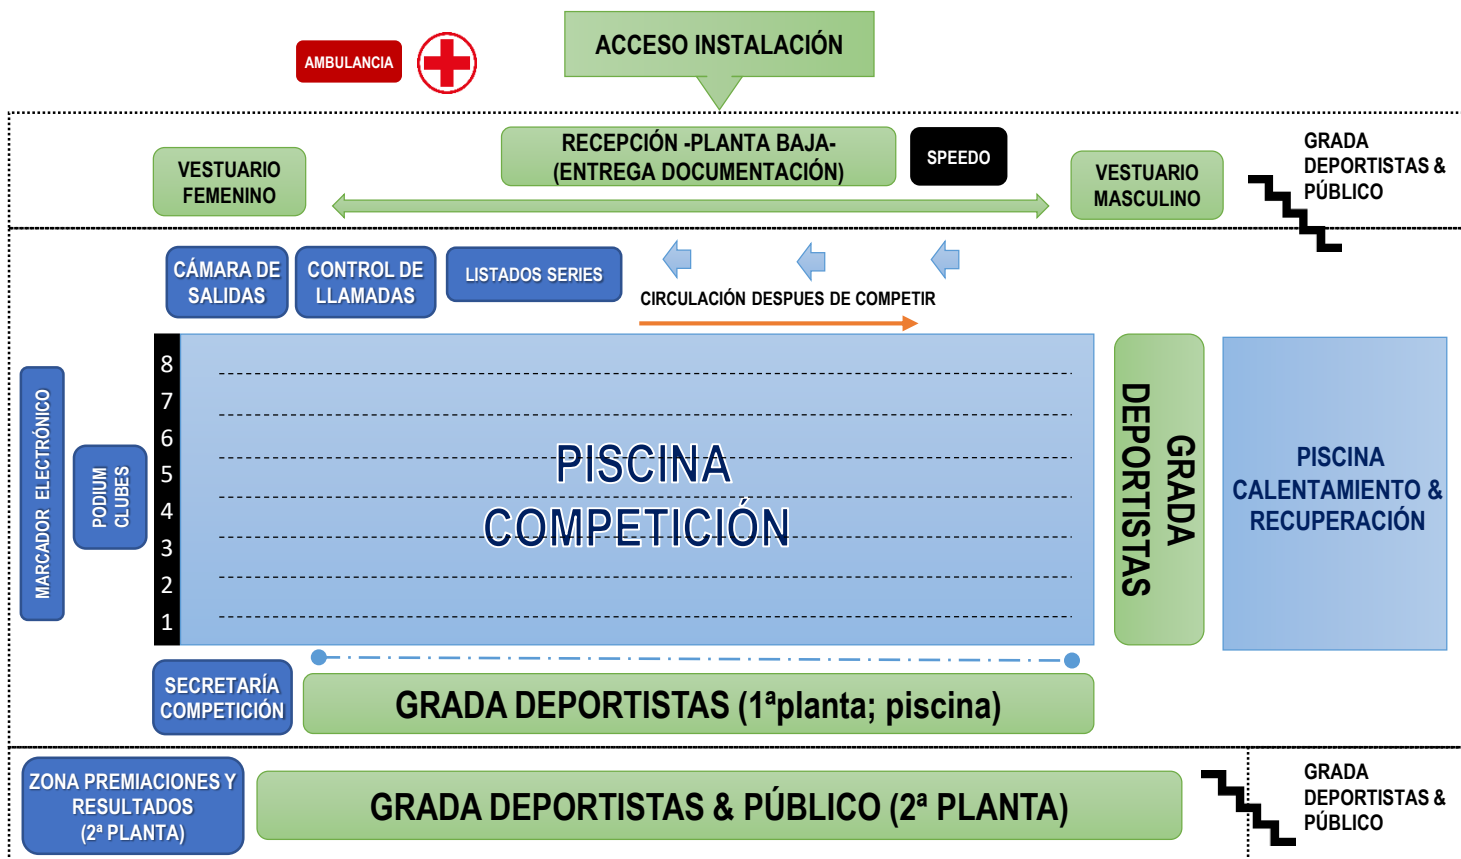 ACCESO INSTALACIÓN
AMBULANCIA
RECEPCIÓN -PLANTA BAJA-
(ENTREGA DOCUMENTACIÓN)
SPEEDO
VESTUARIO
FEMENINO
VESTUARIO
MASCULINO
GRADA
DEPORTISTAS &
PÚBLICO
CÁMARA DE
SALIDAS
CONTROL DE
LLAMADAS
LISTADOS SERIES
CIRCULACIÓN DESPUES DE COMPETIR
MARCADOR ELECTRÓNICO
PODIUM
CLUBES
8
7
6
5
4
3
2
1
PISCINA
COMPETICIÓN
GRADA
DEPORTISTAS
PISCINA
CALENTAMIENTO &
RECUPERACIÓN
SECRETARÍA
COMPETICIÓN
GRADA DEPORTISTAS (1ªplanta; piscina)
ZONA PREMIACIONES Y
RESULTADOS
(2ª PLANTA)
GRADA DEPORTISTAS & PÚBLICO (2ª PLANTA)
GRADA
DEPORTISTAS &
PÚBLICO